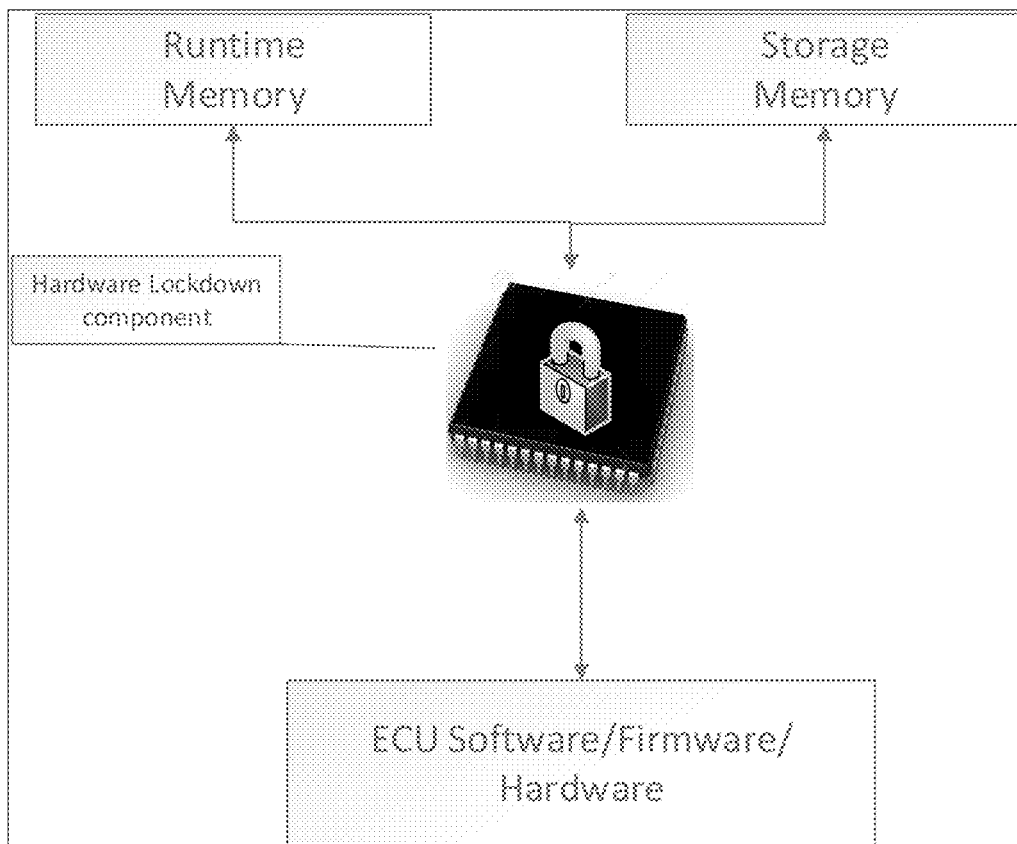 Runtime
Memory
Storage
Memory
Hardware Lockdown
component
ECU Software/Firmware/
Hardware